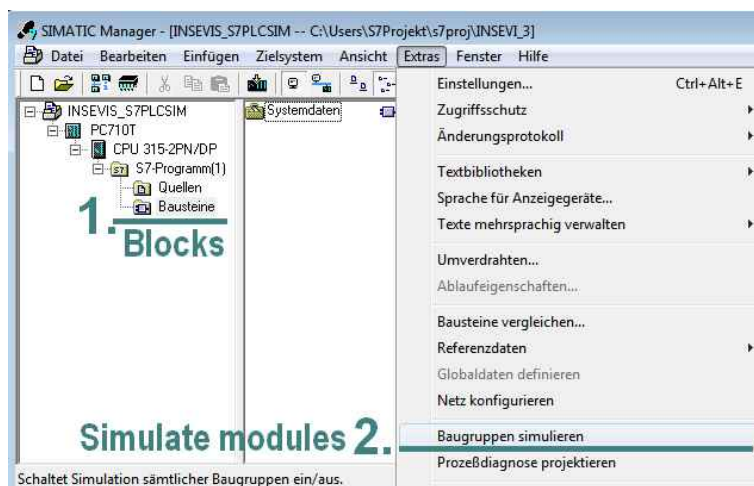 SIMATIC Manager - [INSEVIS_S7PLCSIM -- C:\Users\S7Projekt\s7proj\INSEVI_3]
Datei Bearbeiten Einfügen Zielsystem Ansicht Extras Fenster Hilfe
INSEVIS_S7PLCSIM
PC710T
CPU 315-2PN/DP
S7-Programm(1)
Quellen
Bausteine
1.
Blocks
Systemdaten
Einstellungen... Ctrl+Alt+E
Zugriffsschutz
Änderungsprotokoll
Textbibliotheken
Sprache für Anzeigegeräte...
Texte mehrsprachig verwalten
Umverdrahten...
Ablaufeigenschaften...
Bausteine vergleichen...
Referenzdaten
Globaldaten definieren
Netz konfigurieren
Simulate modules 2.
Baugruppen simulieren
Prozeßdiagnose projektieren
Schaltet Simulation sämtlicher Baugruppen ein/aus.